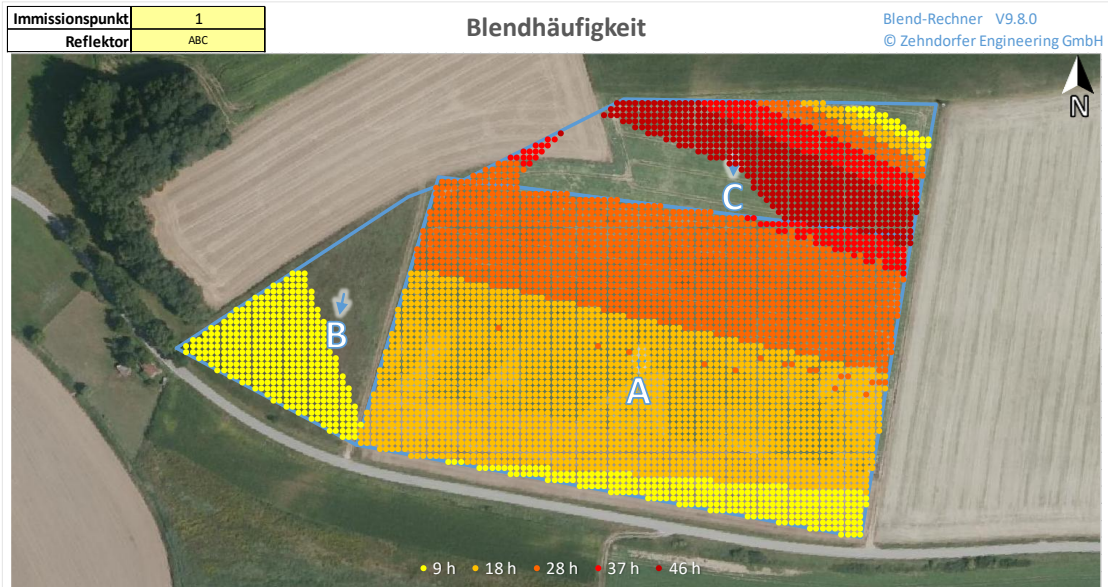 Immissionspunkt 1
Reflektor ABC
Blendhäufigkeit
Blend-Rechner V9.8.0
© Zehndorfer Engineering GmbH
N
C
B
A
9 h 18 h 28 h 37 h 46 h